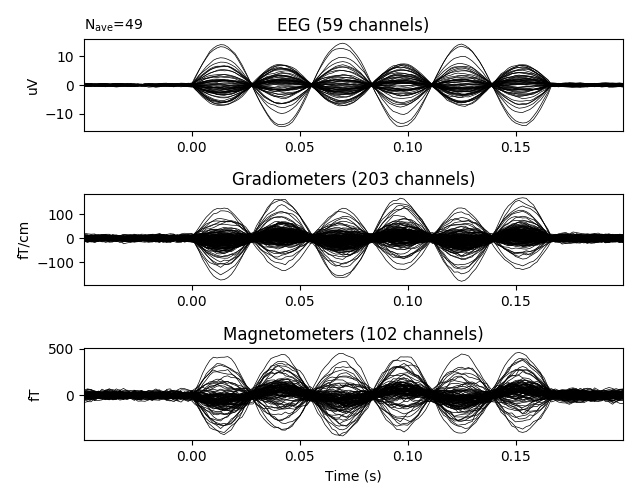 N_ave=49
EEG (59 channels)
10
0
−10
uV
0.00 0.05 0.10 0.15
Gradiometers (203 channels)
100
0
−100
fT/cm
0.00 0.05 0.10 0.15
Magnetometers (102 channels)
500
0
fT
0.00 0.05 0.10 0.15
Time (s)